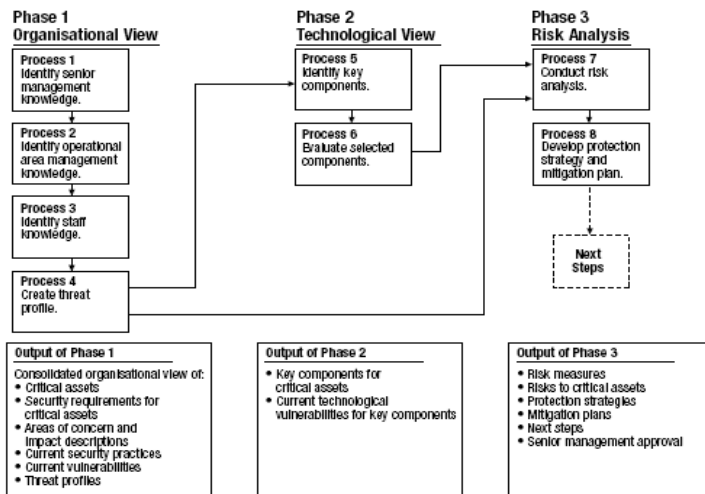 Phase 1
Organisational View
Process 1
Identify senior
management
knowledge.
Process 2
Identify operational
area management
knowledge.
Process 3
Identify staff
knowledge.
Process 4
Create threat
profile.
Phase 2
Technological View
Process 5
Identify key
components.
Process 6
Evaluate selected
components.
Phase 3
Risk Analysis
Process 7
Conduct risk
analysis.
Process 8
Develop protection
strategy and
mitigation plan.
Next
Steps
Output of Phase 1
Consolidated organisational view of:
• Critical assets
• Security requirements for
critical assets
• Areas of concern and
impact descriptions
• Current security practices
• Current vulnerabilities
• Threat profiles
Output of Phase 2
• Key components for
critical assets
• Current technological
vulnerabilities for key components
Output of Phase 3
• Risk measures
• Risks to critical assets
• Protection strategies
• Mitigation plans
• Next steps
• Senior management approval